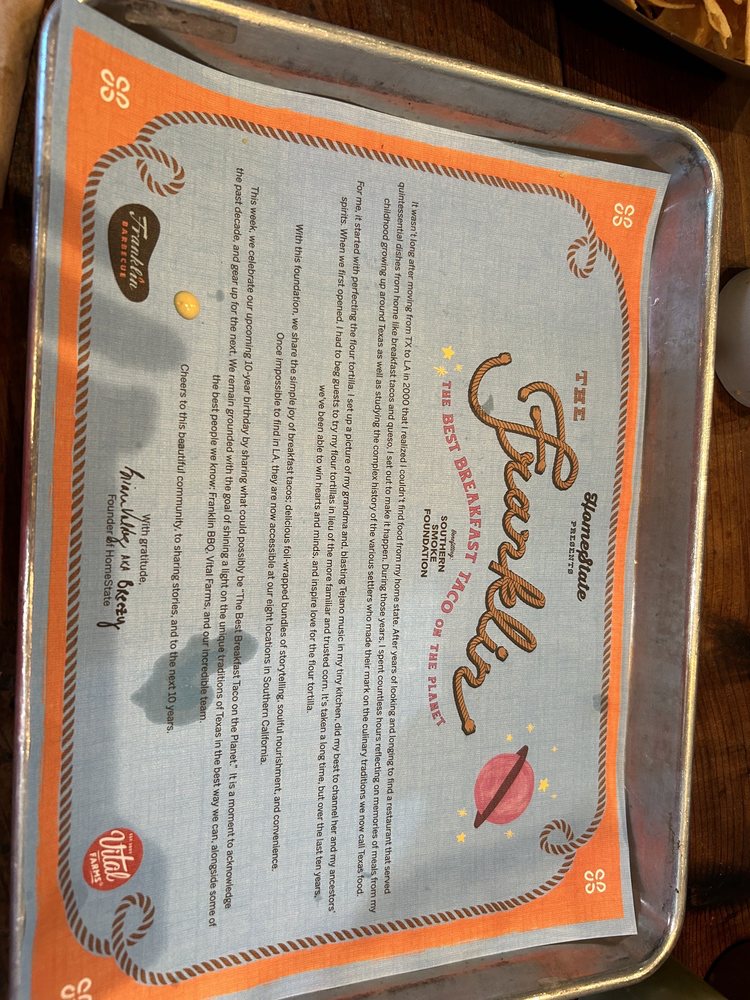 HomeState
PRESENTS
THE
Franklin
THE BEST BREAKFAST TACO ON THE PLANET
benefiting
SOUTHERN
SMOKE
FOUNDATION
It wasn't long after moving from TX to LA in 2000 that I realized I couldn't find food from my home state. After years of looking and longing to find a restaurant that served
quintessential dishes from home like breakfast tacos and queso, I set out to make it happen. During those years, I spent countless hours reflecting on memories of meals from my
childhood growing up around Texas as well as studying the complex history of the various settlers who made their mark on the culinary traditions we now call Texas food.
For me, it started with perfecting the flour tortilla. I set up a picture of my grandma and, blasting Tejano music in my tiny kitchen, did my best to channel her and my ancestors'
spirits. When we first opened, I had to beg guests to try my flour tortillas in lieu of the more familiar and trusted corn. It's taken a long time, but over the last ten years,
we've been able to win hearts and minds, and inspire love for the flour tortilla.
With this foundation, we share the simple joy of breakfast tacos; delicious foil-wrapped bundles of storytelling, soulful nourishment, and convenience.
Once impossible to find in LA, they are now accessible at our eight locations in Southern California.
This week, we celebrate our upcoming 10-year birthday by sharing what could possibly be "The Best Breakfast Taco on the Planet." It is a moment to acknowledge
the past decade, and gear up for the next. We remain grounded with the goal of shining a light on the unique traditions of Texas in the best way we can, alongside some of
the best people we know: Franklin BBQ, Vital Farms, and our incredible team
Cheers to this beautiful community, to sharing stories, and to the next 10 years.
With gratitude,
Briana Valdez AKA Breezy
Founder of HomeState
Franklin
BARBECUE
Vital
FARMS